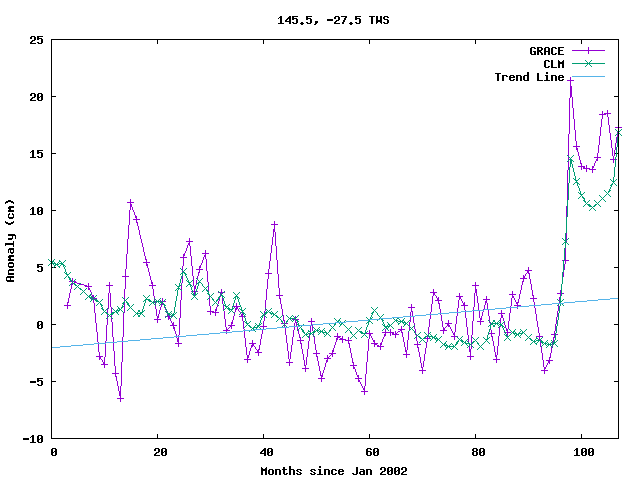 145.5, -27.5 TWS
GRACE
CLM
Trend Line
25
20
15
10
5
0
-5
-10
Anomaly (cm)
0 20 40 60 80 100
Months since Jan 2002